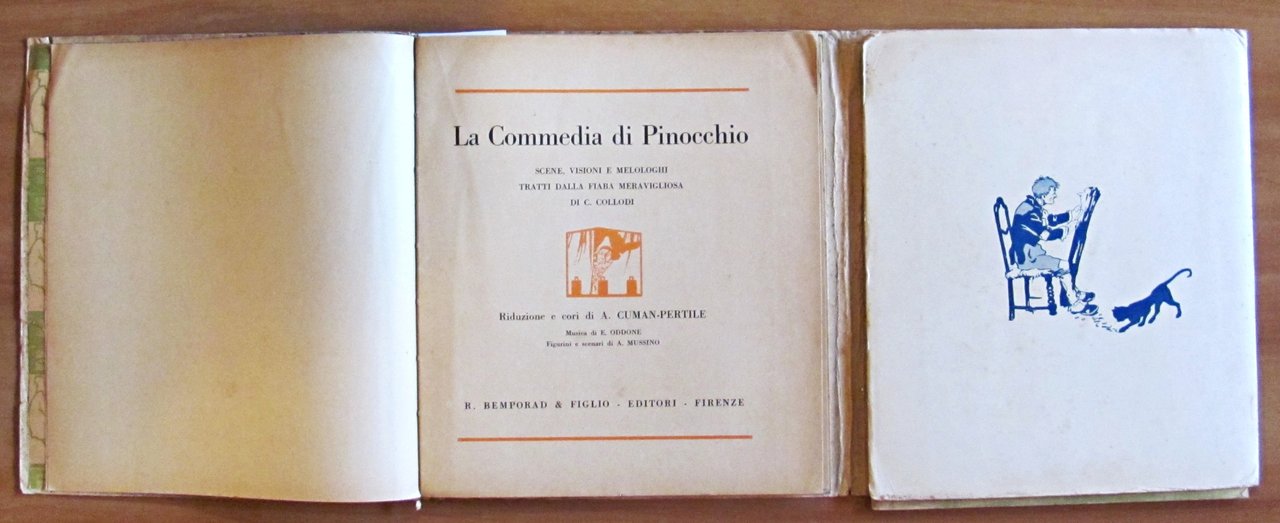 La Commedia di Pinocchio
SCENE, VISIONI E MELOLOGHI
TRATTI DALLA FIABA MERAVIGLIOSA
DI C. COLLODI
Riduzione e cori di A. CUMAN-PERTILE
Musica di E. ODDONE
Figurini e scenari di A. MUSSINO
R. BEMPORAD & FIGLIO - EDITORI - FIRENZE